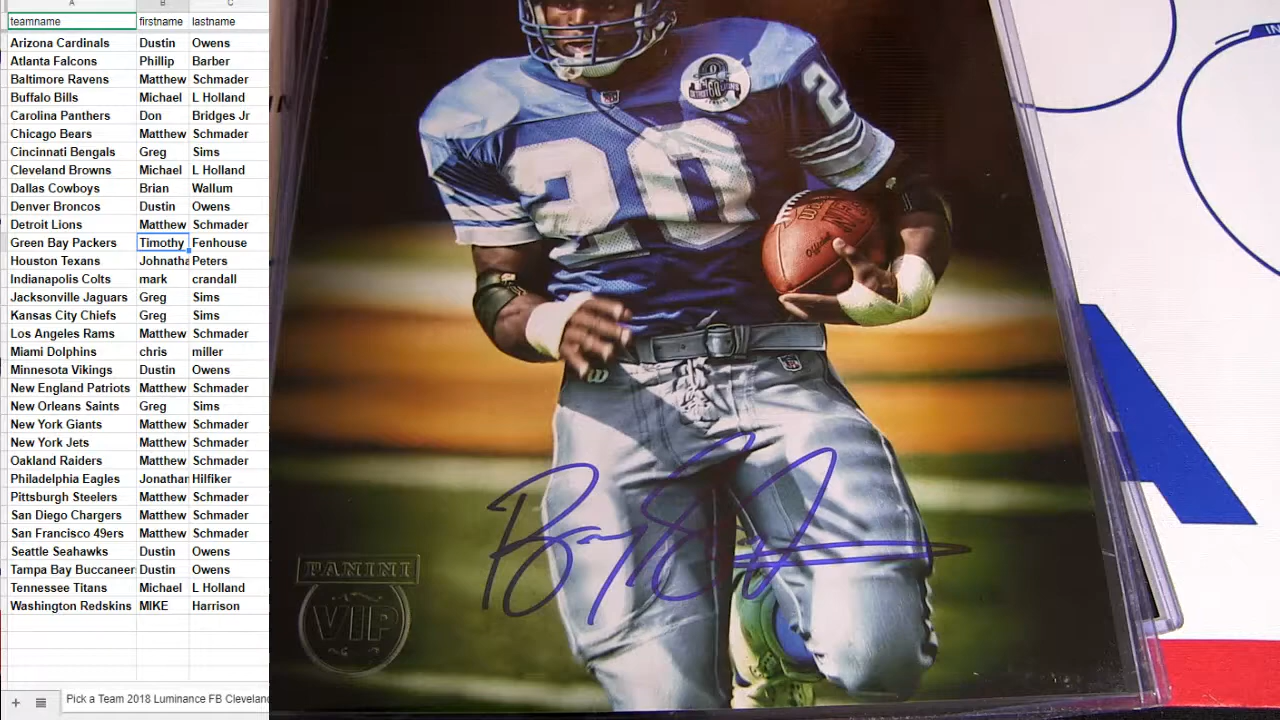 A B C
teamname firstname lastname
Arizona Cardinals Dustin Owens
Atlanta Falcons Phillip Barber
Baltimore Ravens Matthew Schmader
Buffalo Bills Michael L Holland
Carolina Panthers Don Bridges Jr
Chicago Bears Matthew Schmader
Cincinnati Bengals Greg Sims
Cleveland Browns Michael L Holland
Dallas Cowboys Brian Wallum
Denver Broncos Dustin Owens
Detroit Lions Matthew Schmader
Green Bay Packers Timothy Fenhouse
Houston Texans Johnatha Peters
Indianapolis Colts mark crandall
Jacksonville Jaguars Greg Sims
Kansas City Chiefs Greg Sims
Los Angeles Rams Matthew Schmader
Miami Dolphins chris miller
Minnesota Vikings Dustin Owens
New England Patriots Matthew Schmader
New Orleans Saints Greg Sims
New York Giants Matthew Schmader
New York Jets Matthew Schmader
Oakland Raiders Matthew Schmader
Philadelphia Eagles Jonathan Hilfiker
Pittsburgh Steelers Matthew Schmader
San Diego Chargers Matthew Schmader
San Francisco 49ers Matthew Schmader
Seattle Seahawks Dustin Owens
Tampa Bay Buccaneer Dustin Owens
Tennessee Titans Michael L Holland
Washington Redskins MIKE Harrison
Pick a Team 2018 Luminance FB Cleveland
2
20
PANINI
VIP